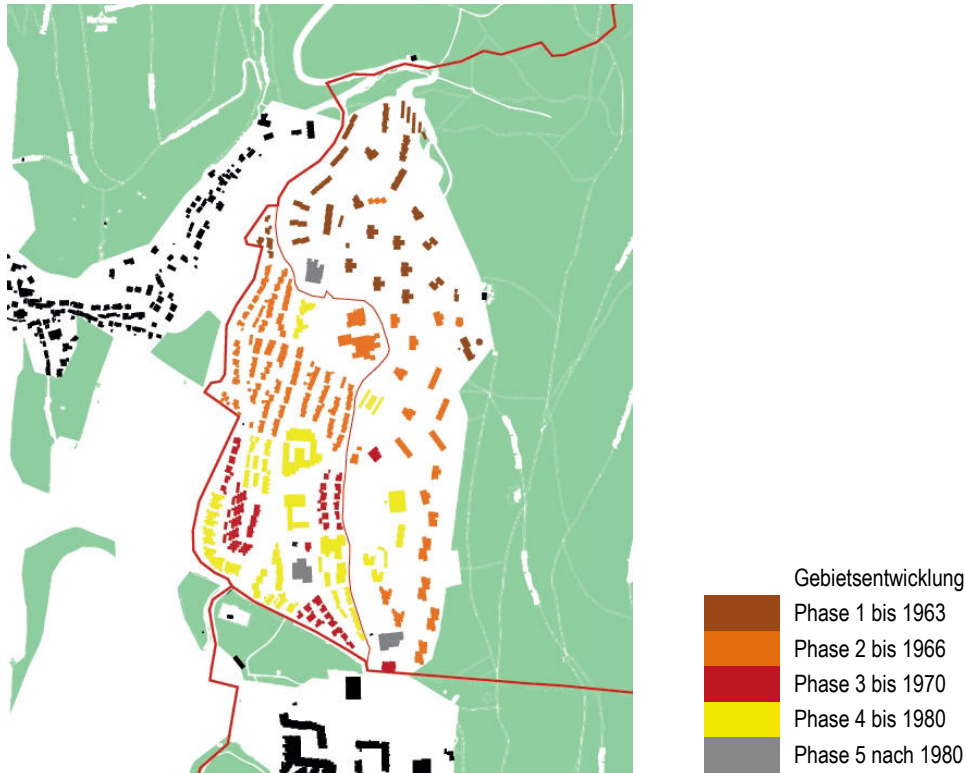 Gebietsentwicklung
Phase 1 bis 1963
Phase 2 bis 1966
Phase 3 bis 1970
Phase 4 bis 1980
Phase 5 nach 1980